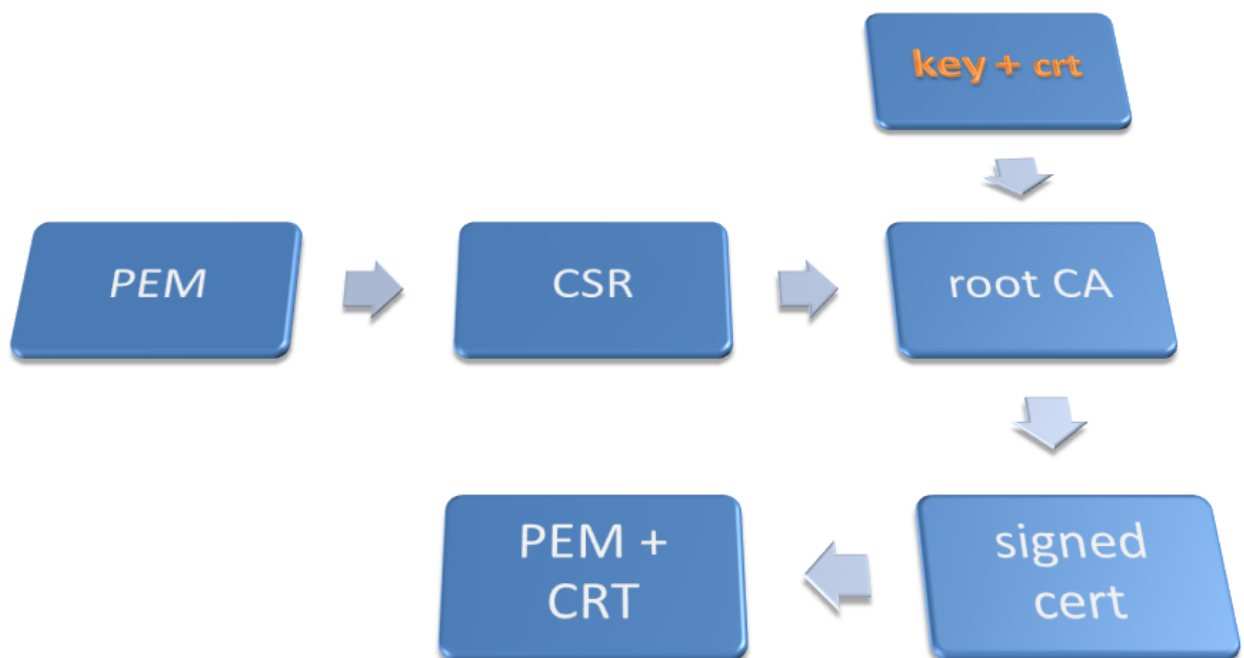 key + crt
PEM
CSR
root CA
signed
cert
PEM +
CRT